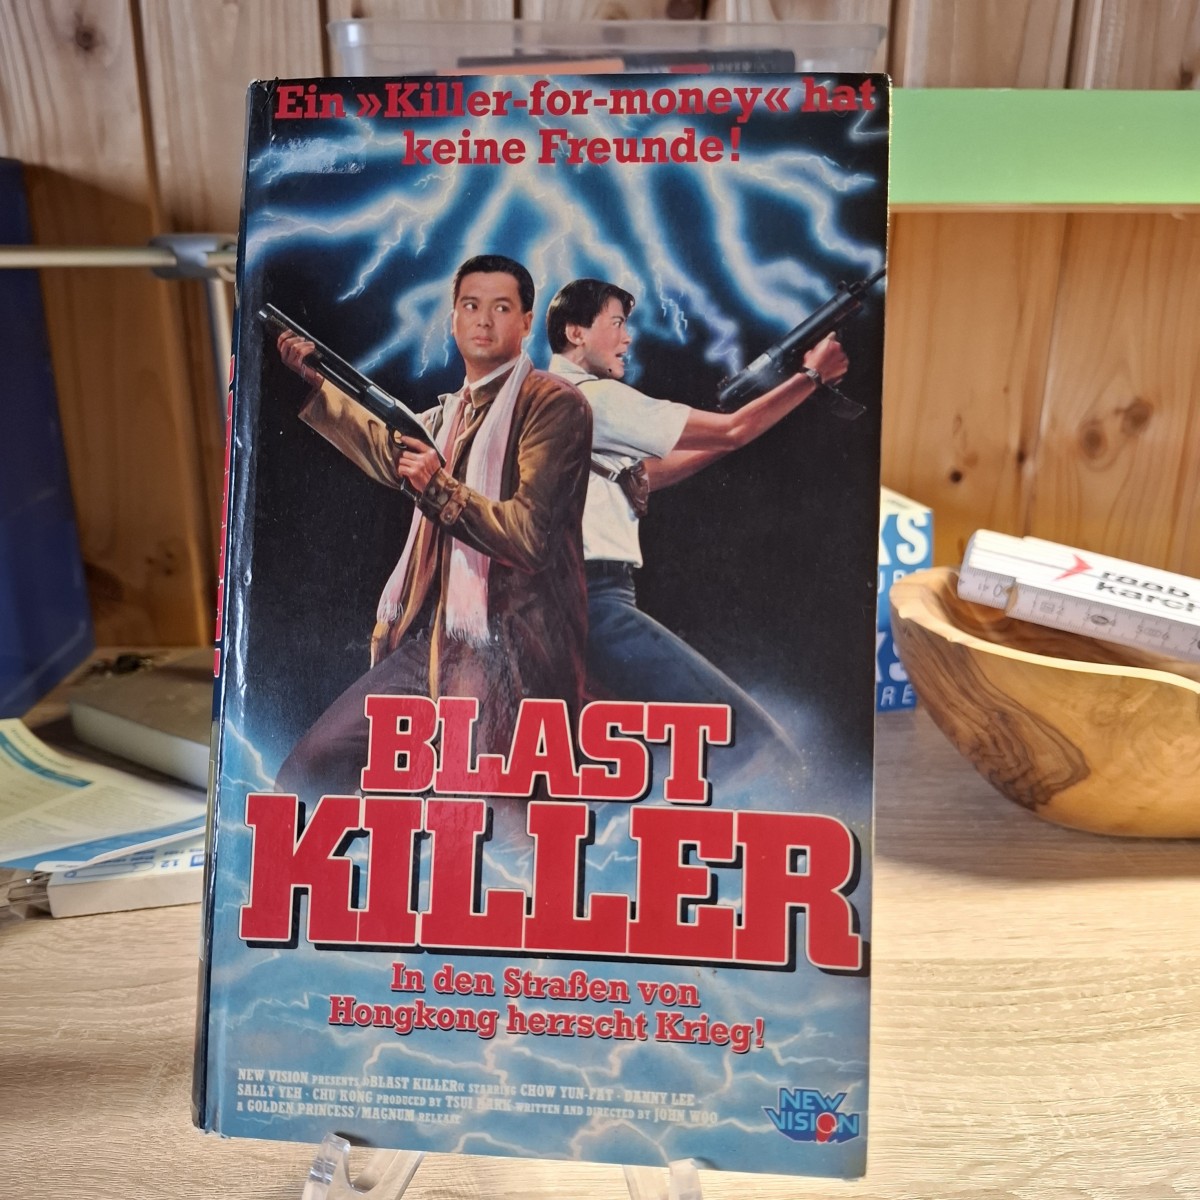 Ein »Killer-for-money« hat
keine Freunde!
BLAST
KILLER
In den Straßen von
Hongkong herrscht Krieg!
NEW VISION PRESENTS »BLAST KILLER« STARRING CHOW YUN-FAT · DANNY LEE -
SALLY YEH · CHU KONG PRODUCED BY TSUI HARK WRITTEN AND DIRECTED BY JOHN WOO
A GOLDEN PRINCESS/MAGNUM RELEASE
NEW
VISION
raab
karch